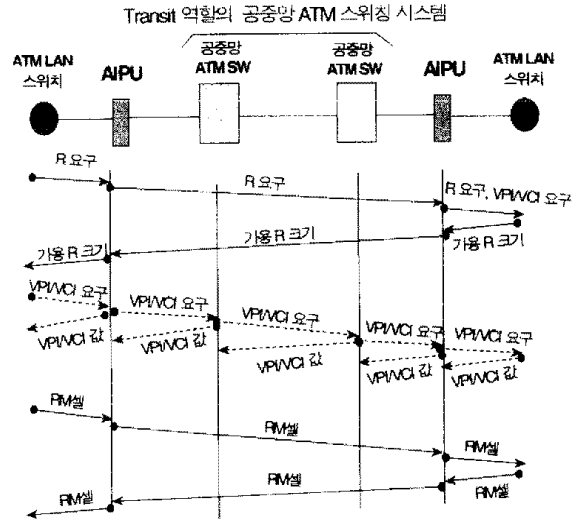 Transit 역할의 공중망 ATM 스위칭 시스템
ATM LAN
스위치
AIPU
공중망
ATM SW
공중망
ATM SW
AIPU
ATM LAN
스위치
R 요구
R 요구
R 요구, VPI/VCI 요구
가용 R 크기
가용 R 크기
가용 R 크기
VPI/VCI 요구
VPI/VCI 요구
VPI/VCI 요구
VPI/VCI 요구
VPI/VCI 요구
VPI/VCI 값
VPI/VCI 값
VPI/VCI 값
VPI/VCI 값
VPI/VCI 값
RM셀
RM셀
RM셀
RM셀
RM셀
RM셀